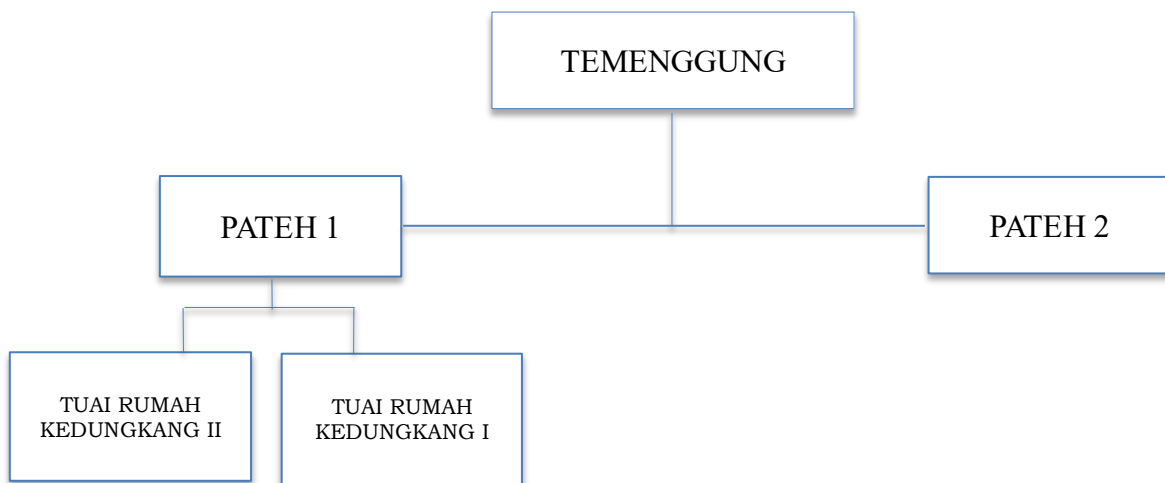 TEMENGGUNG
PATEH 1
PATEH 2
TUAI RUMAH
KEDUNGKANG II
TUAI RUMAH
KEDUNGKANG I